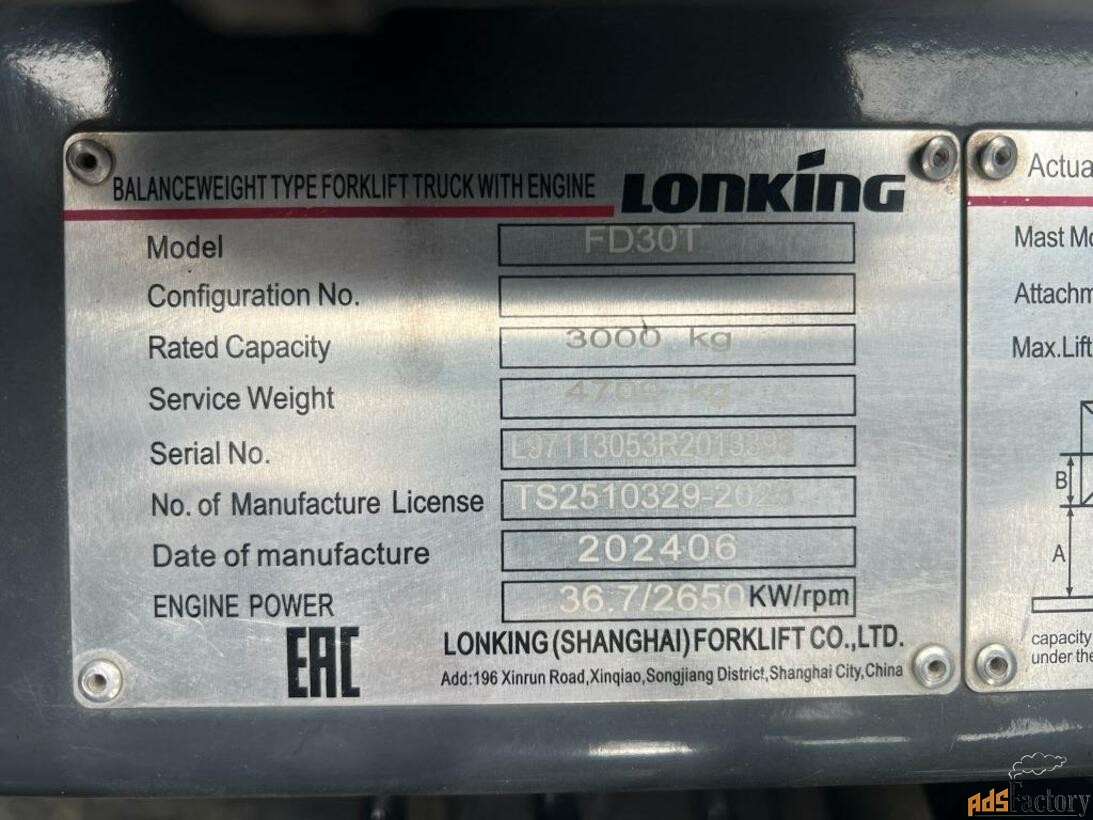 BALANCEWEIGHT TYPE FORKLIFT TRUCK WITH ENGINE LONKING
Model FD30T
Configuration No.
Rated Capacity 3000 kg
Service Weight 4700 kg
Serial No.
No. of Manufacture License
Date of manufacture 202406
ENGINE POWER 36.7/2650 KW/rpm
EAC
LONKING (SHANGHAI) FORKLIFT CO.,LTD.
Add:196 Xinrun Road,Xinqiao,Songjiang District,Shanghai City,China
Actua
Mast Mo
Attachm
Max.Lift
B
A
capacity
under the
AdsFactory